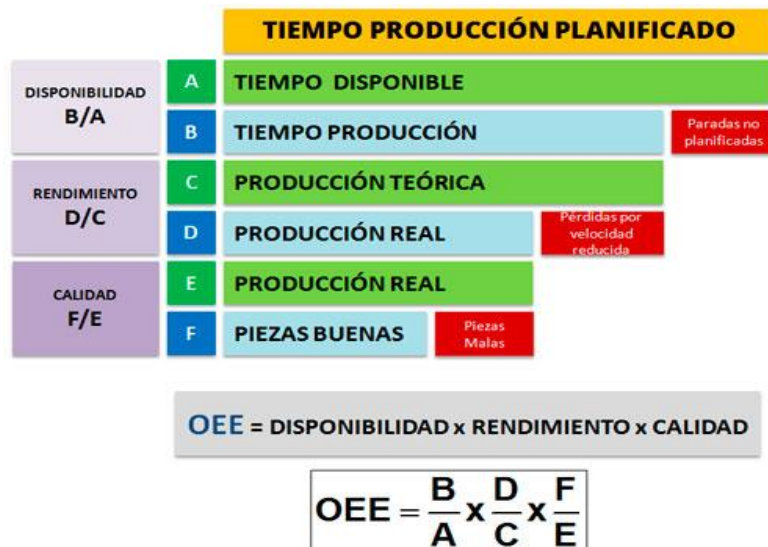 TIEMPO PRODUCCIÓN PLANIFICADO
DISPONIBILIDAD
B/A
A
TIEMPO DISPONIBLE
B
TIEMPO PRODUCCIÓN
Paradas no
planificadas
RENDIMIENTO
D/C
C
PRODUCCIÓN TEÓRICA
D
PRODUCCIÓN REAL
Pérdidas por
velocidad
reducida
CALIDAD
F/E
E
PRODUCCIÓN REAL
F
PIEZAS BUENAS
Piezas
Malas
OEE = DISPONIBILIDAD x RENDIMIENTO x CALIDAD
OEE = B/A x D/C x F/E